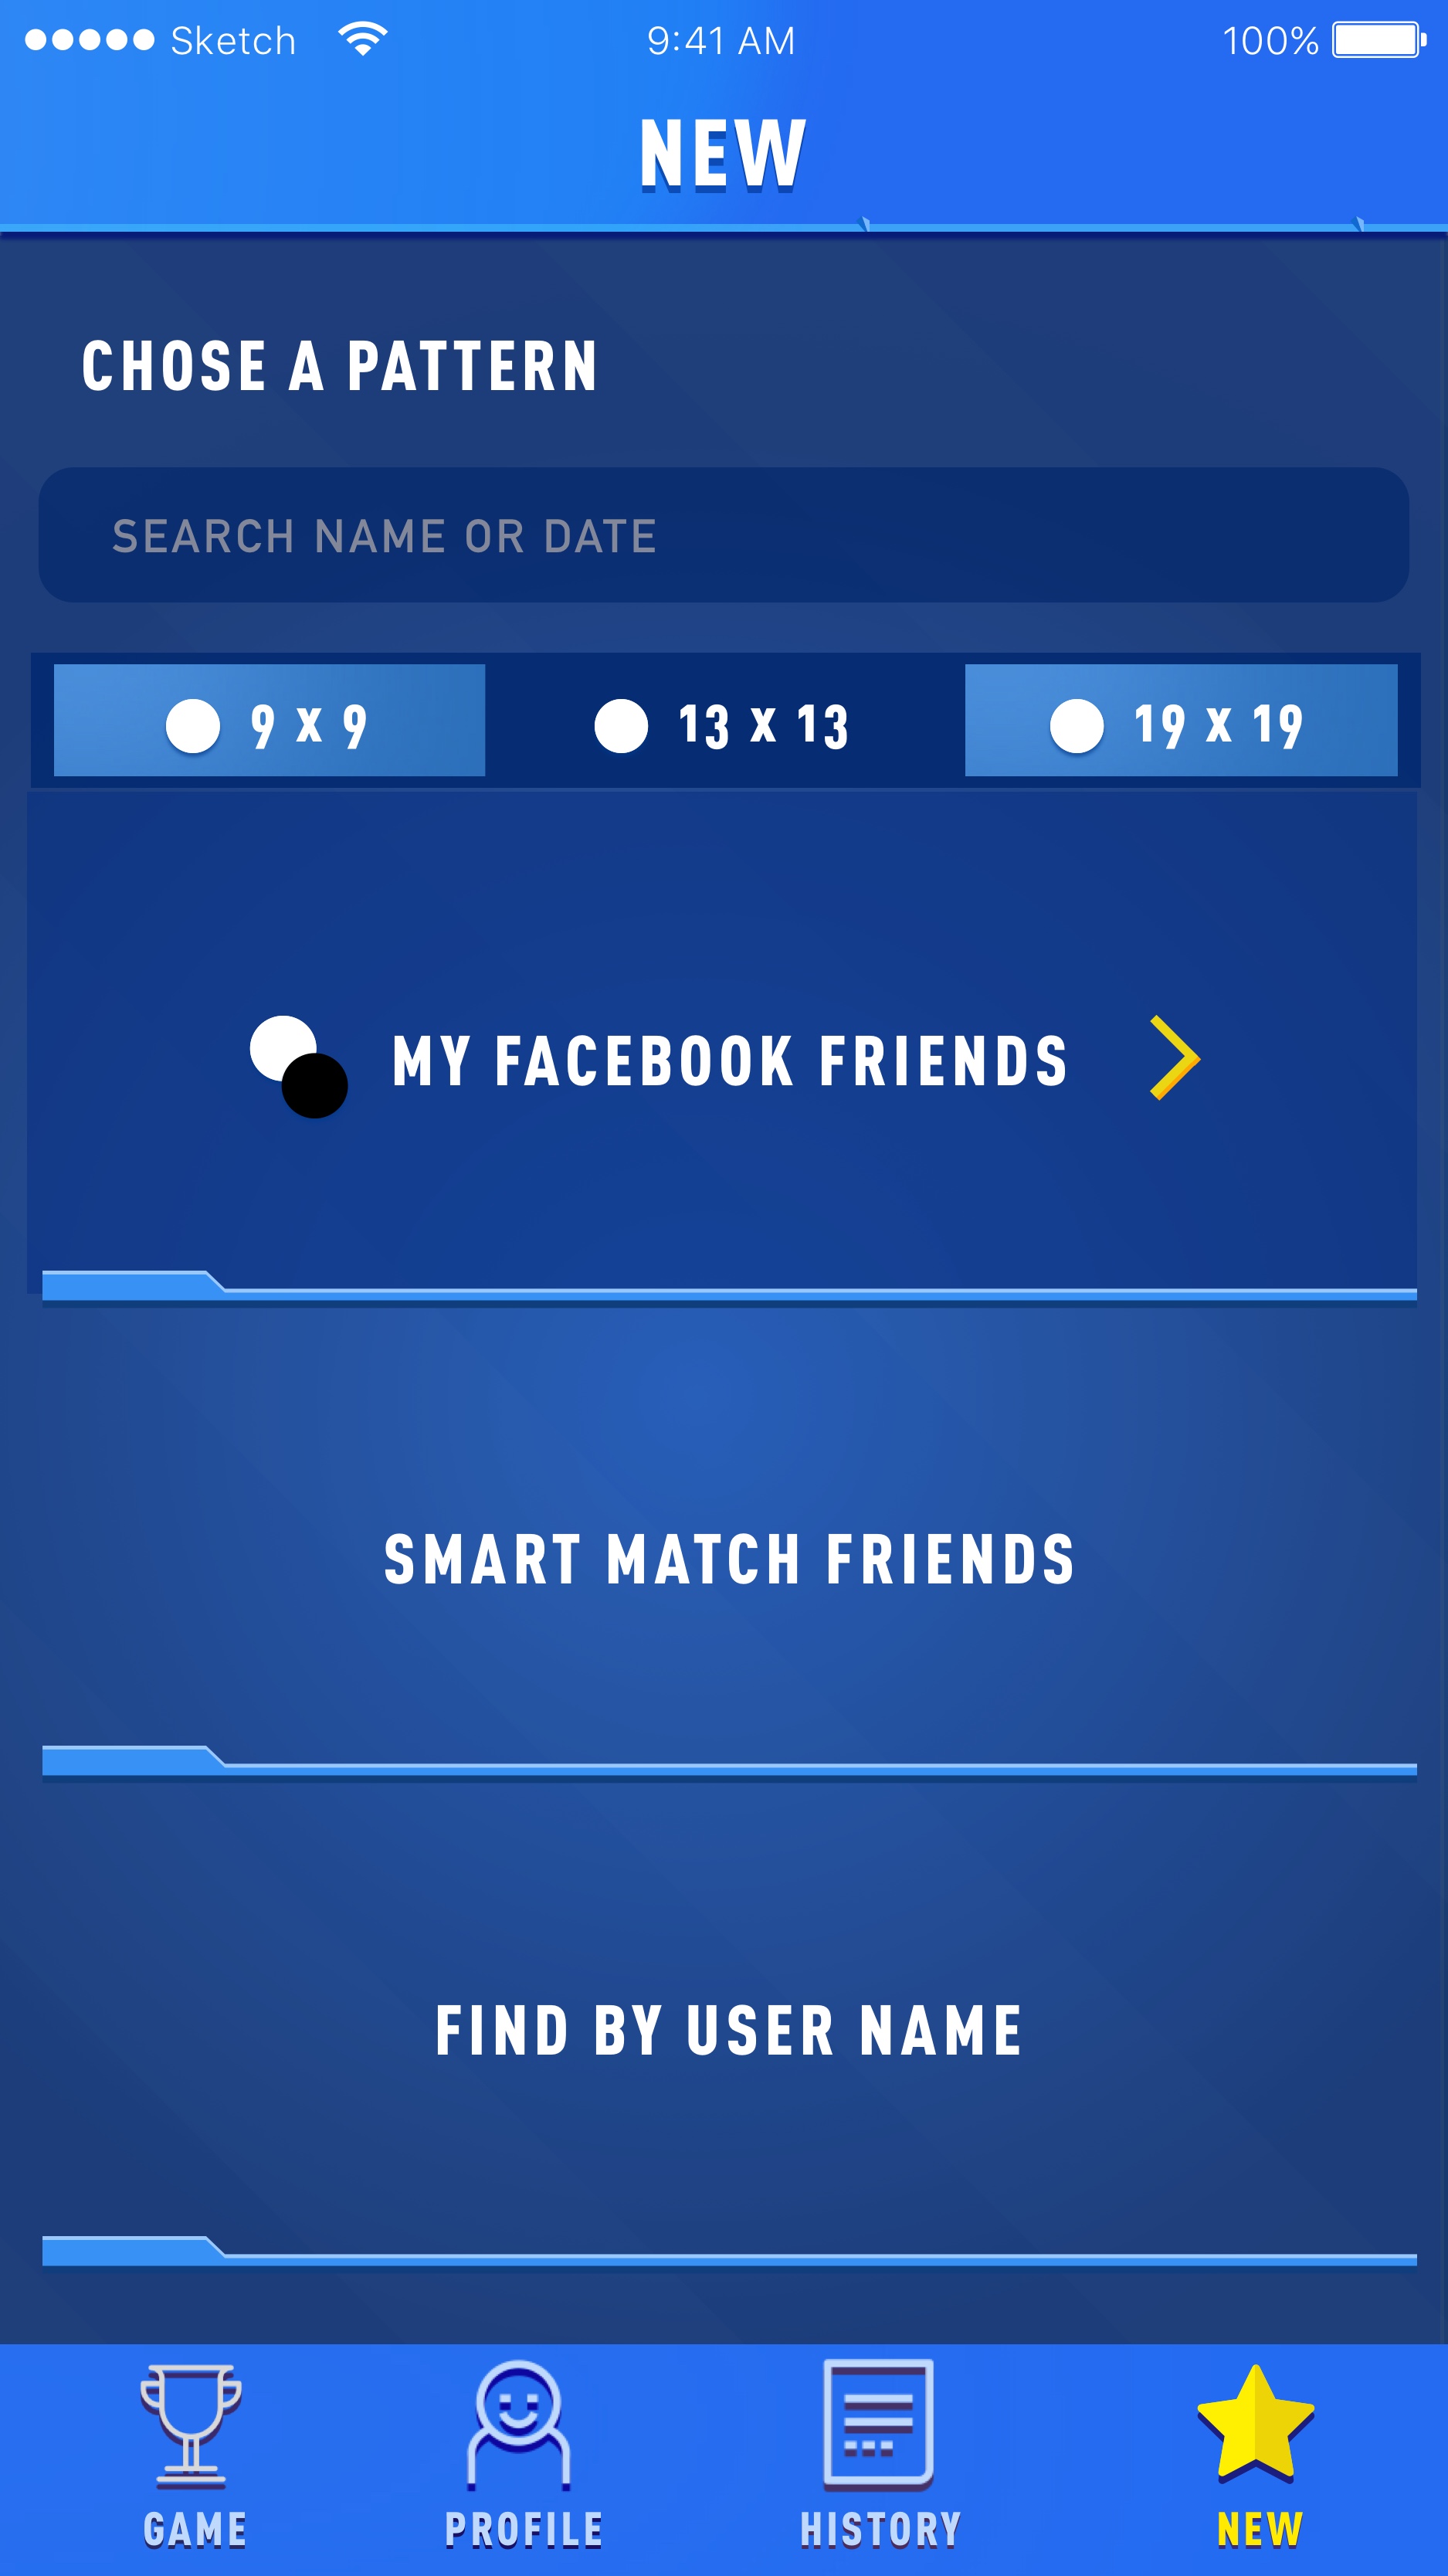 Sketch 9:41 AM 100%
NEW
CHOSE A PATTERN
SEARCH NAME OR DATE
9 X 9 13 X 13 19 X 19
MY FACEBOOK FRIENDS
SMART MATCH FRIENDS
FIND BY USER NAME
GAME PROFILE HISTORY NEW